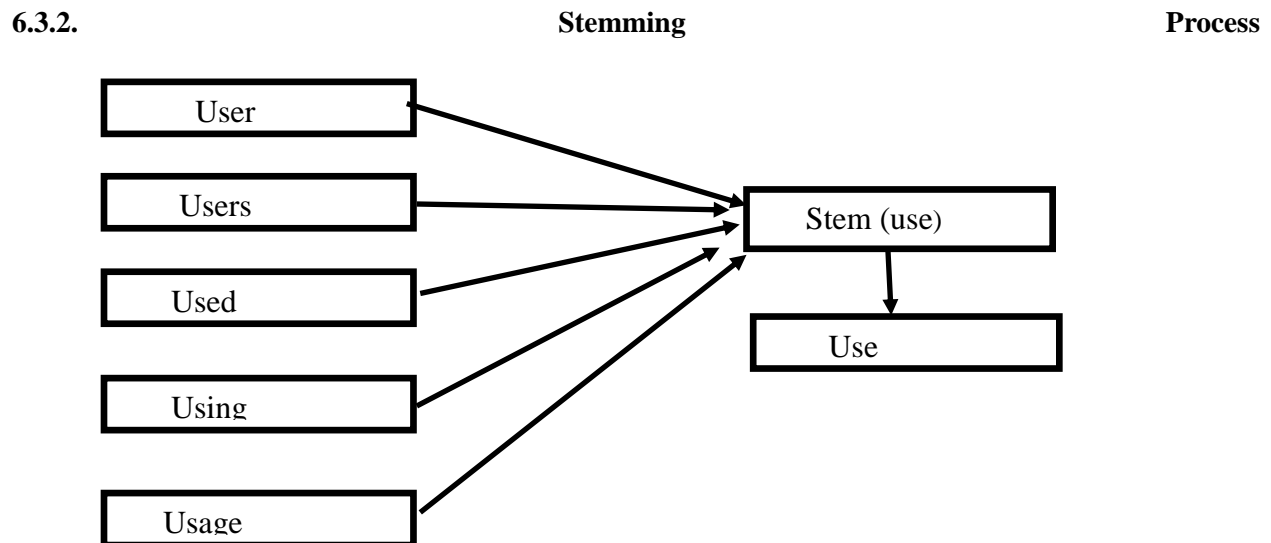 6.3.2. Stemming Process
User
Users
Stem (use)
Used
Use
Using
Usage